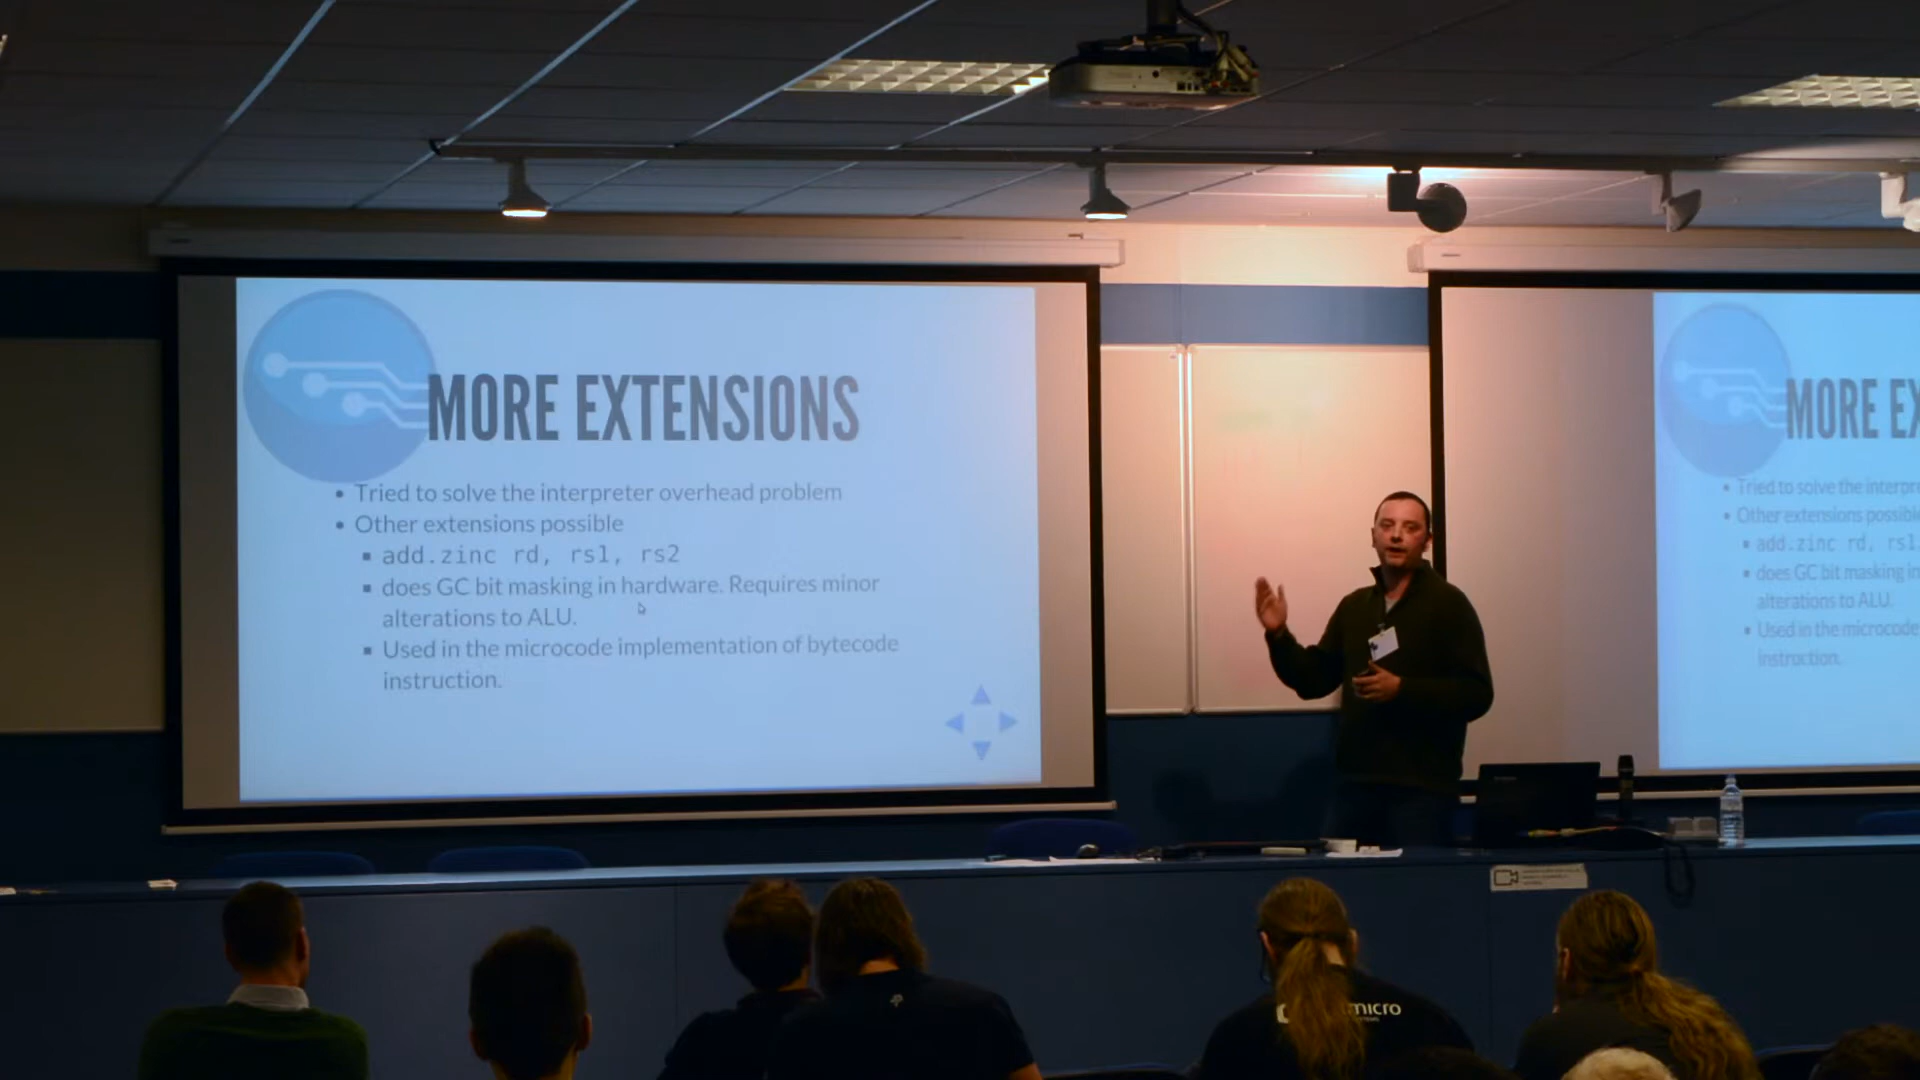 MORE EXTENSIONS
Tried to solve the interpreter overhead problem
Other extensions possible
add.zinc rd, rs1, rs2
does GC bit masking in hardware. Requires minor
alterations to ALU.
Used in the microcode implementation of bytecode
instruction.
MORE EX
Tried to solve the interpre
Other extensions possible
add.zinc rd, rs1,
does GC bit masking in
alterations to ALU.
Used in the microcode
instruction.
micro